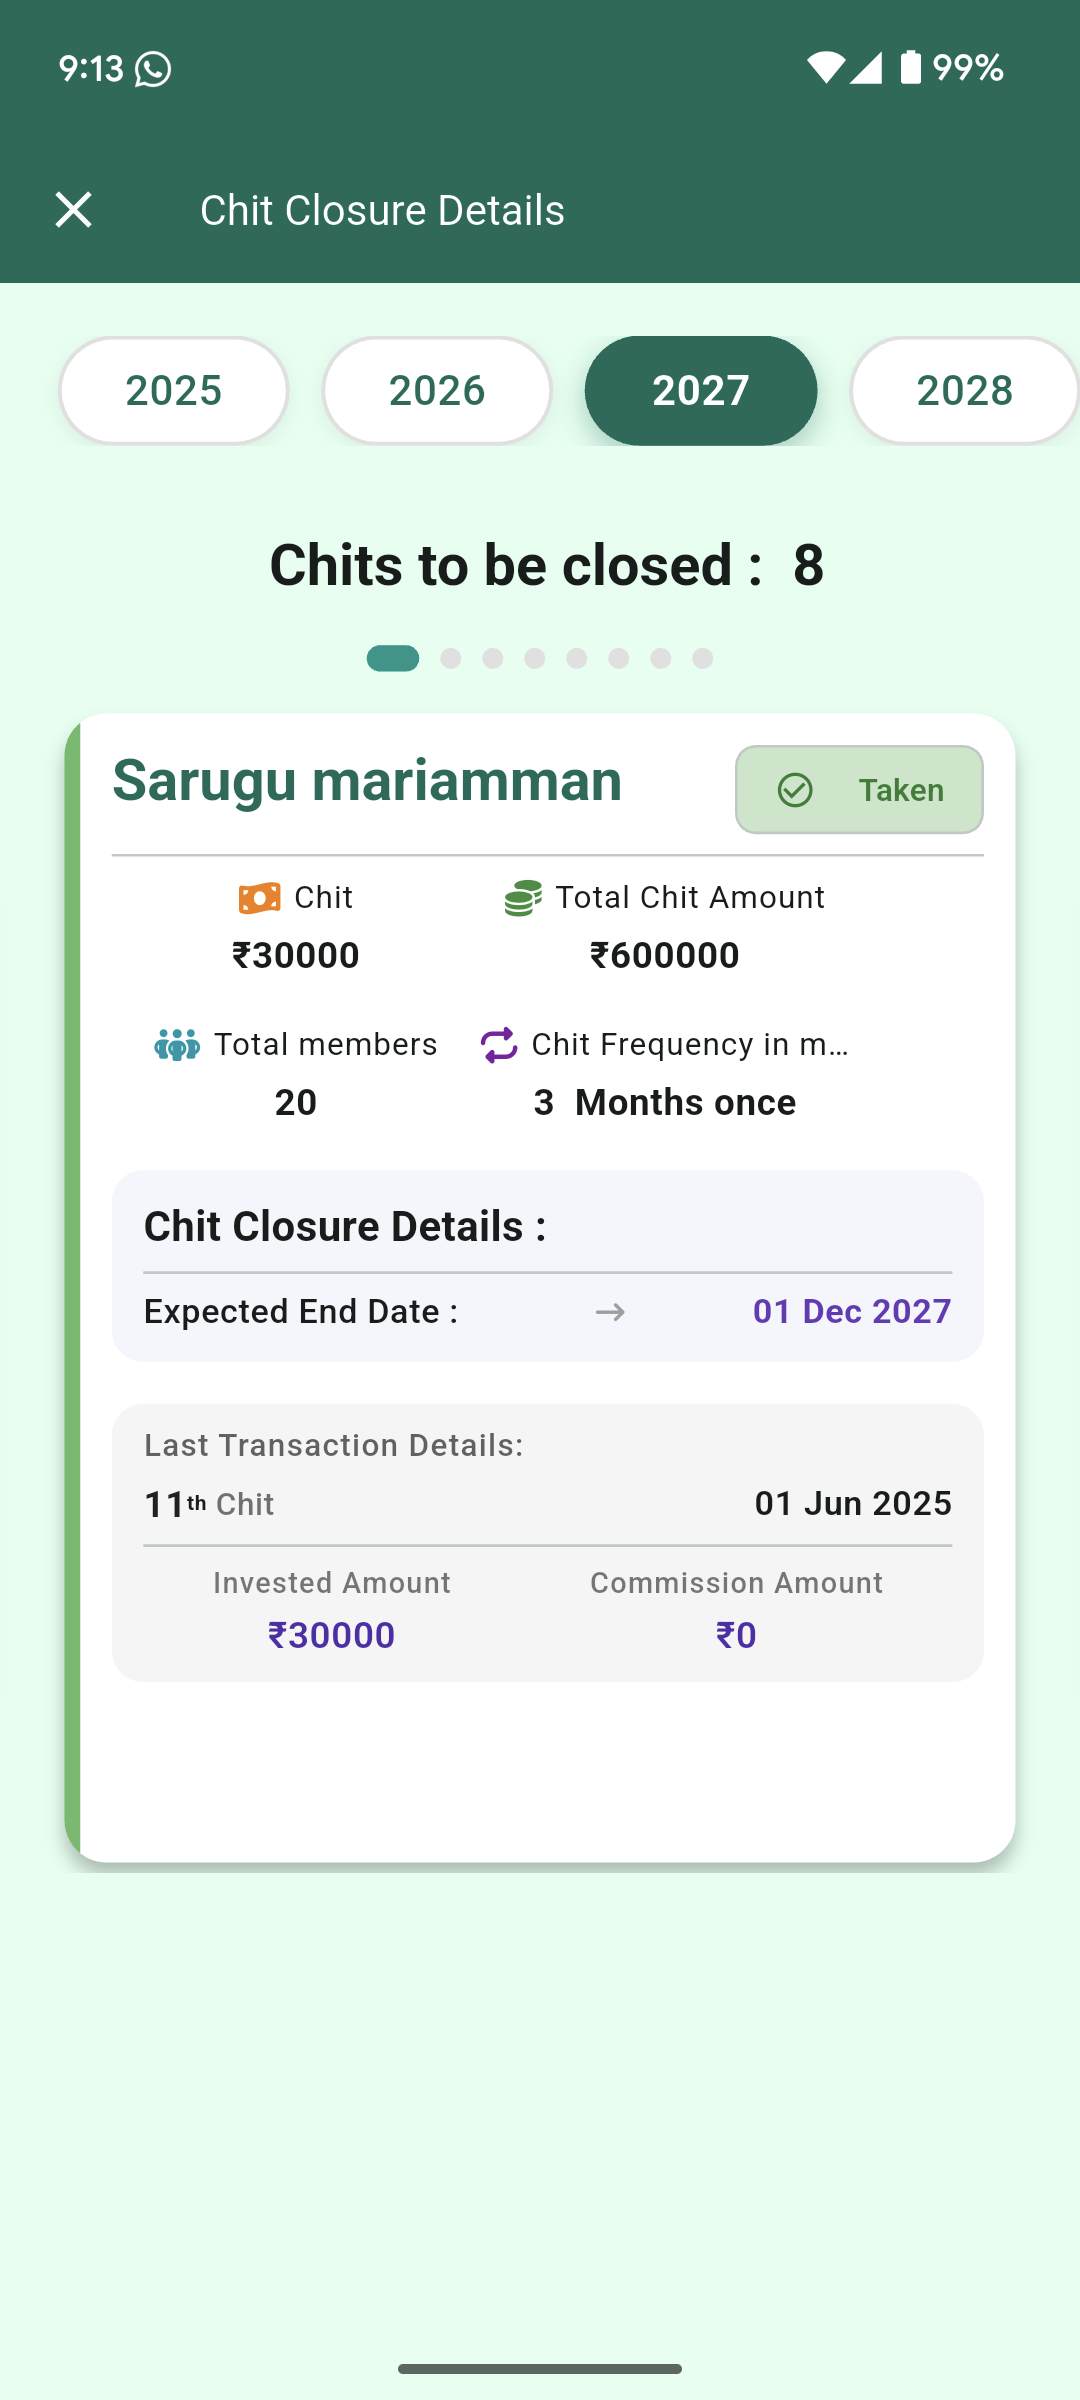 9:13 99%
Chit Closure Details
2025 2026 2027 2028
Chits to be closed : 8
Sarugu mariamman Taken
Chit Total Chit Amount
₹30000 ₹600000
Total members Chit Frequency in m...
20 3 Months once
Chit Closure Details :
Expected End Date : → 01 Dec 2027
Last Transaction Details:
11th Chit 01 Jun 2025
Invested Amount Commission Amount
₹30000 ₹0